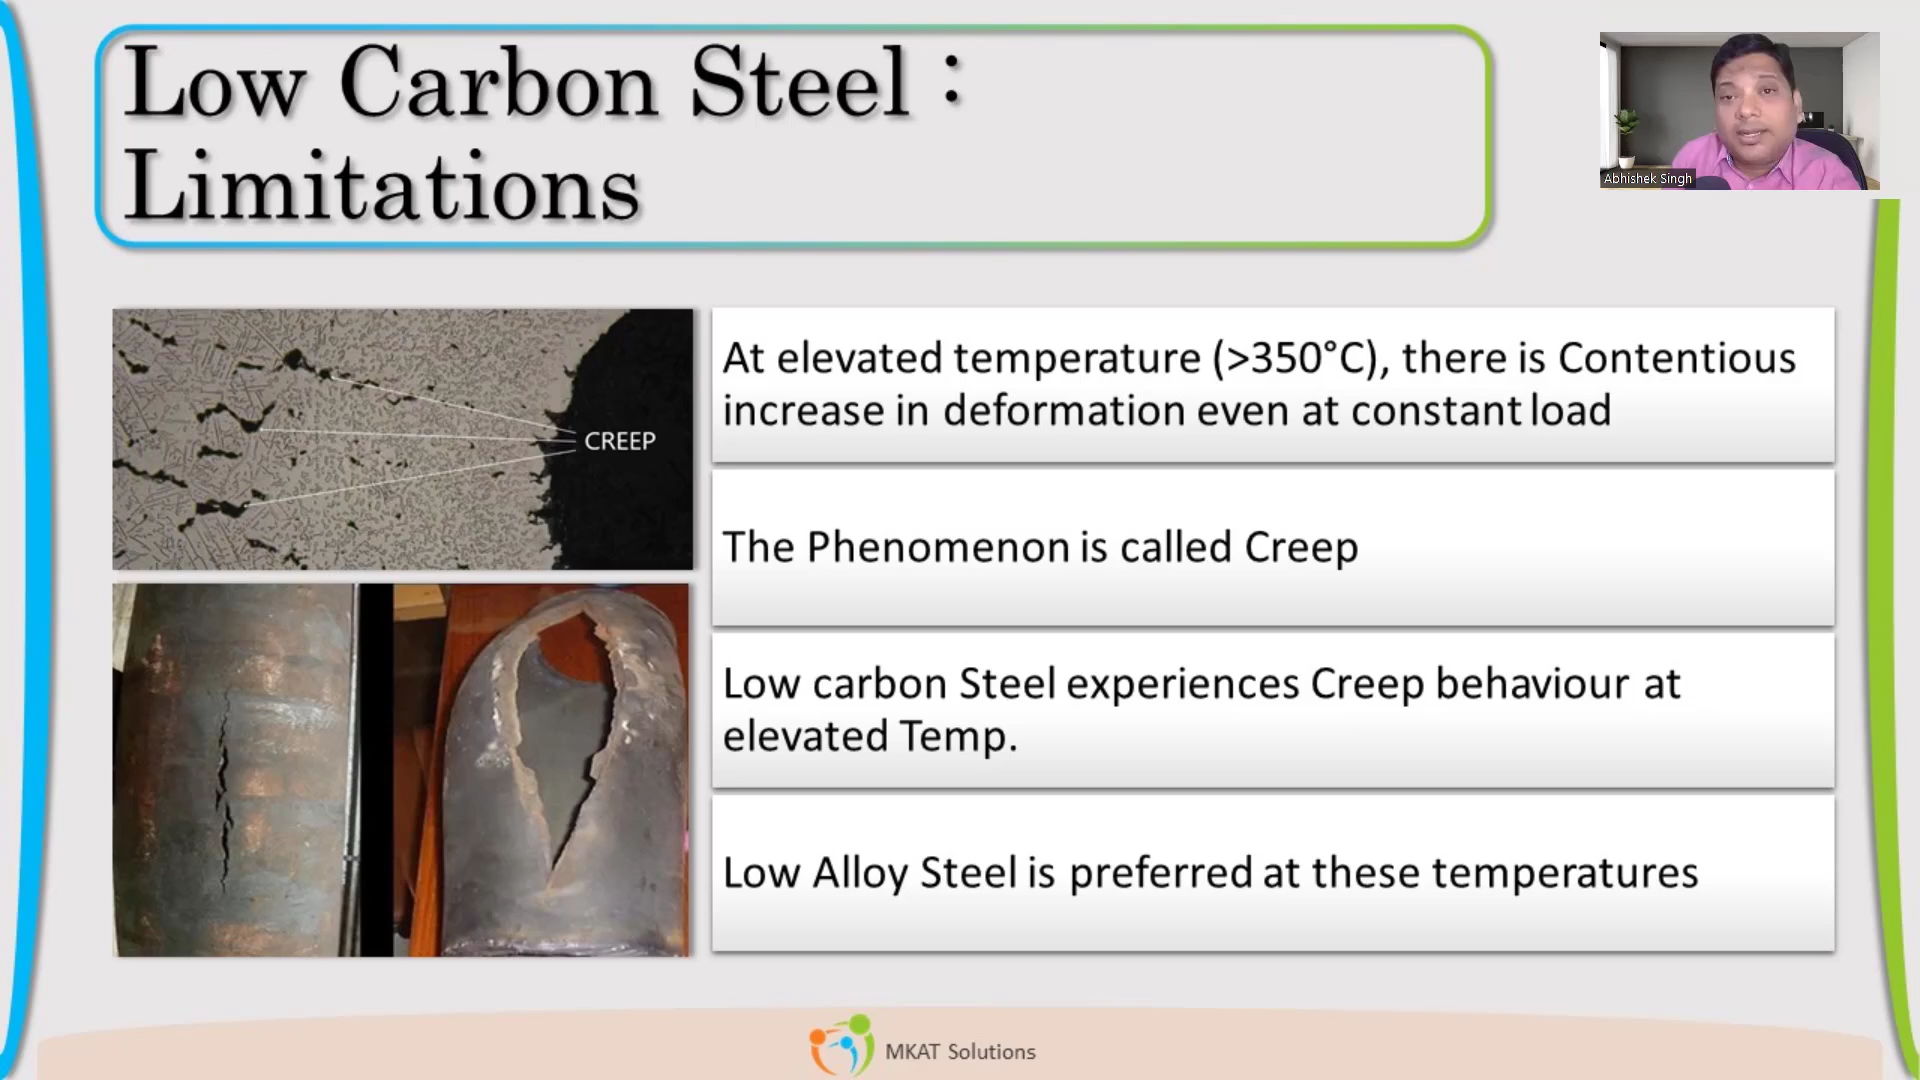 Low Carbon Steel :
Limitations
Abhishek Singh
CREEP
At elevated temperature (>350°C), there is Contentious
increase in deformation even at constant load
The Phenomenon is called Creep
Low carbon Steel experiences Creep behaviour at
elevated Temp.
Low Alloy Steel is preferred at these temperatures
MKAT Solutions